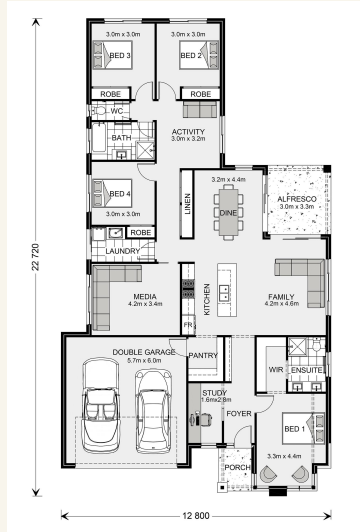 3.0m x 3.0m
BED 3
3.0m x 3.0m
BED 2
ROBE
ROBE
WC
BATH
ACTIVITY
3.0m x 3.2m
BED 4
3.0m x 3.0m
LINEN
3.2m x 4.4m
DINE
ALFRESCO
3.0m x 3.3m
ROBE
LAUNDRY
22 720
MEDIA
4.2m x 3.4m
KITCHEN
FAMILY
4.2m x 4.6m
FR
DOUBLE GARAGE
5.7m x 6.0m
PANTRY
WIR
ENSUITE
STUDY
1.6mx2.8m
FOYER
BED 1
3.3m x 4.4m
PORCH
12 800